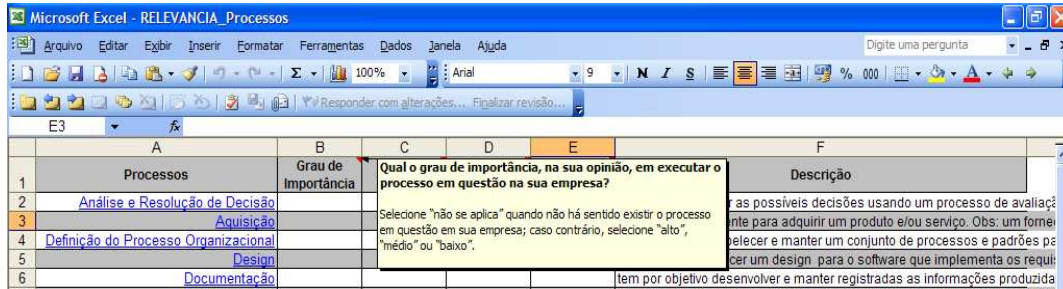 Microsoft Excel - RELEVANCIA_Processos
Arquivo Editar Exibir Inserir Formatar Ferramentas Dados Janela Ajuda Digite uma pergunta
Σ 100% Arial 9 N I S % 000 A
Responder com alterações... Finalizar revisão...
E3 fx
A B C D E F
1 Processos Grau de Importância Descrição
Qual o grau de importância, na sua opinião, em executar o
processo em questão na sua empresa?
Selecione "não se aplica" quando não há sentido existir o processo
em questão em sua empresa; caso contrário, selecione "alto",
"médio" ou "baixo".
2 Análise e Resolução de Decisão r as possíveis decisões usando um processo de
3 Aquisição nte para adquirir um produto e/ou serviço. Obs: um
4 Definição do Processo Organizacional belecer e manter um conjunto de processos e padrões
5 Design cer um design para o software que implementa os
6 Documentação tem por objetivo desenvolver e manter registradas as informações